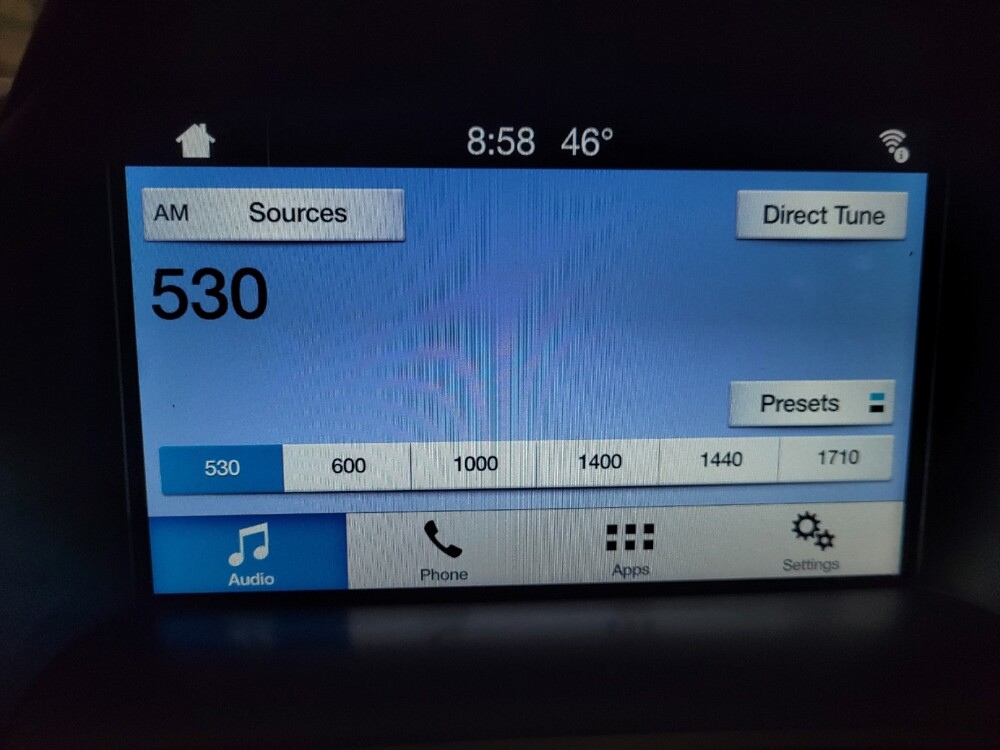 8:58 46°
AM Sources Direct Tune
530
Presets
530 600 1000 1400 1440 1710
Audio Phone Apps Settings